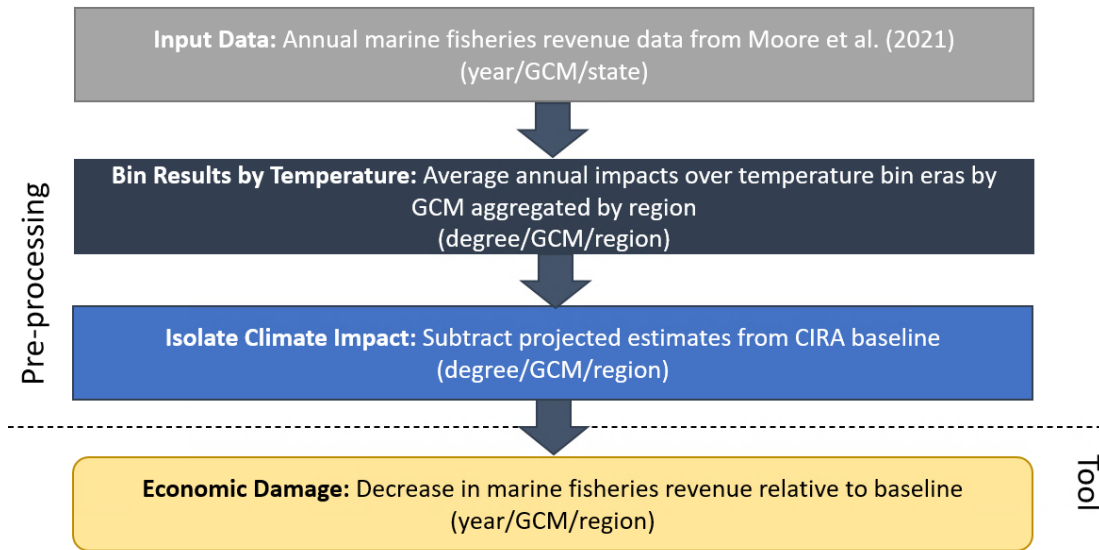 Input Data: Annual marine fisheries revenue data from Moore et al. (2021)
(year/GCM/state)
Pre-processing
Bin Results by Temperature: Average annual impacts over temperature bin eras by
GCM aggregated by region
(degree/GCM/region)
Isolate Climate Impact: Subtract projected estimates from CIRA baseline
(degree/GCM/region)
Economic Damage: Decrease in marine fisheries revenue relative to baseline
(year/GCM/region)
Tool